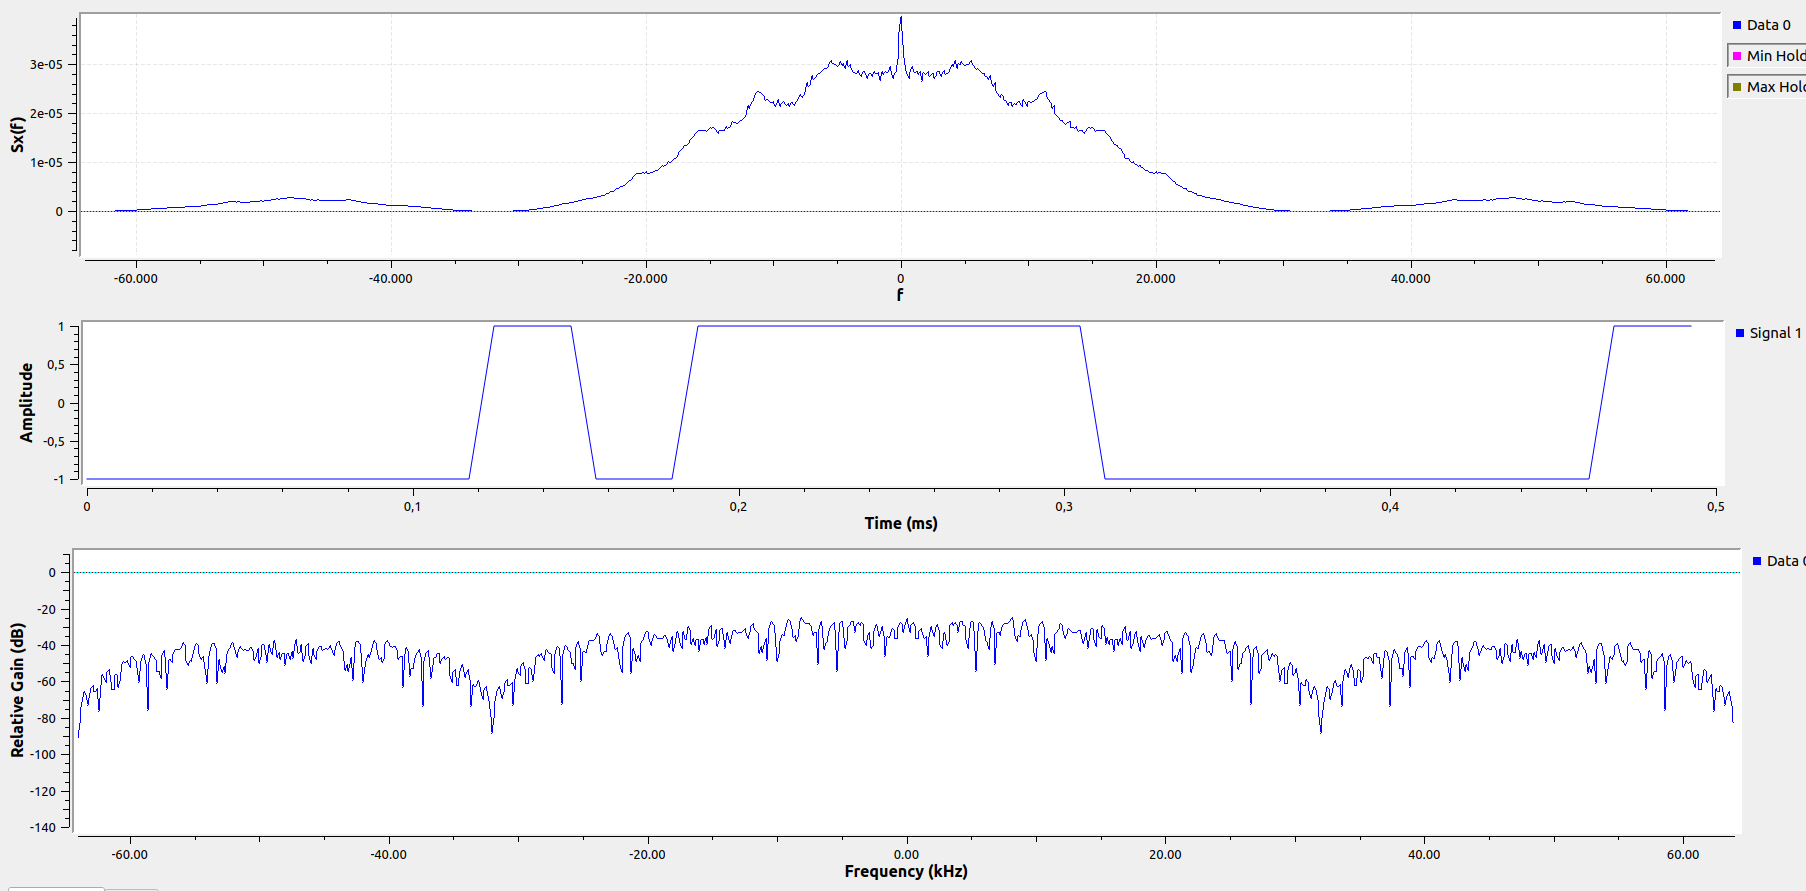 Data 0
Min Hold
Max Hol
Sx(f)
3e-05
2e-05
1e-05
0
-60.000 -40.000 -20.000 0 20.000 40.000 60.000
f
Signal 1
Amplitude
1
0,5
0
-0,5
-1
0 0,1 0,2 0,3 0,4 0,5
Time (ms)
Data 0
Relative Gain (dB)
0
-20
-40
-60
-80
-100
-120
-140
-60.00 -40.00 -20.00 0.00 20.00 40.00 60.00
Frequency (kHz)